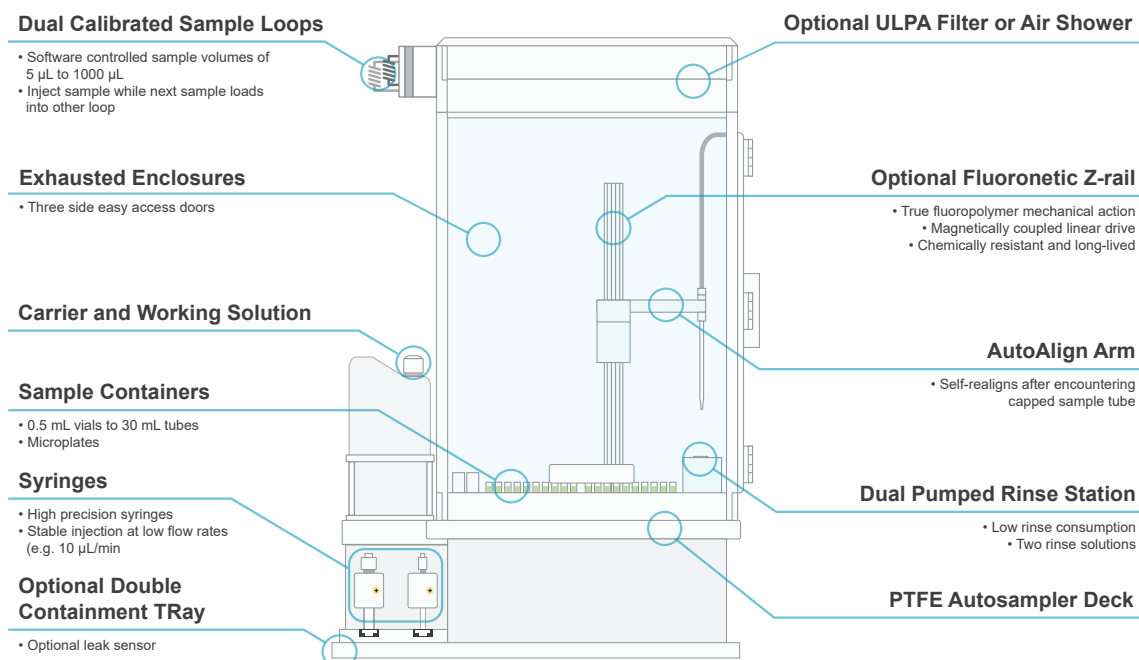 Dual Calibrated Sample Loops
• Software controlled sample volumes of
5 µL to 1000 µL
• Inject sample while next sample loads
into other loop
Exhausted Enclosures
• Three side easy access doors
Carrier and Working Solution
Sample Containers
• 0.5 mL vials to 30 mL tubes
• Microplates
Syringes
• High precision syringes
• Stable injection at low flow rates
(e.g. 10 µL/min
Optional Double
Containment TRay
• Optional leak sensor
Optional ULPA Filter or Air Shower
Optional Fluoronetic Z-rail
• True fluoropolymer mechanical action
• Magnetically coupled linear drive
• Chemically resistant and long-lived
AutoAlign Arm
• Self-realigns after encountering
capped sample tube
Dual Pumped Rinse Station
• Low rinse consumption
• Two rinse solutions
PTFE Autosampler Deck